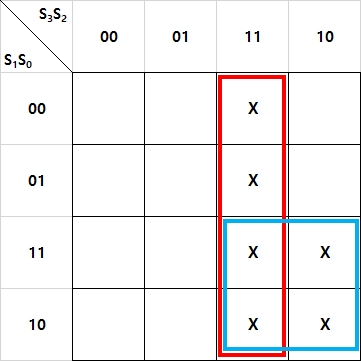 S₃S₂
S₁S₀
00 01 11 10
00 X
01 X
11 X X
10 X X